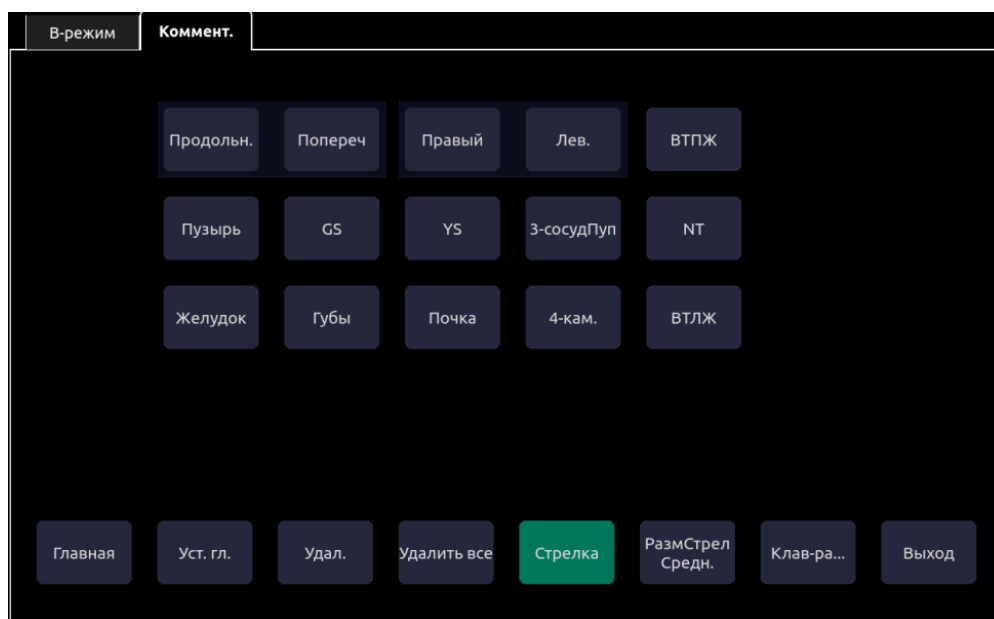 В-режим
Коммент.
Продольн.
Попереч
Правый
Лев.
ВТПЖ
Пузырь
GS
YS
3-сосудПуп
NT
Желудок
Губы
Почка
4-кам.
ВТЛЖ
Главная
Уст. гл.
Удал.
Удалить все
Стрелка
РазмСтрел
Средн.
Клав-ра...
Выход